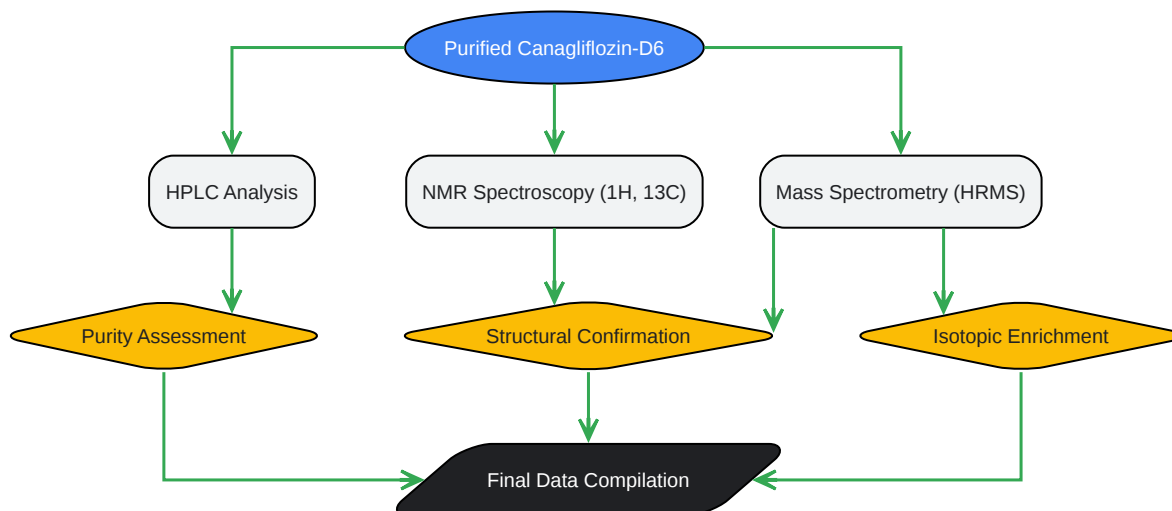 Purified Canagliflozin-D6
HPLC Analysis
NMR Spectroscopy (1H, 13C)
Mass Spectrometry (HRMS)
Purity Assessment
Structural Confirmation
Isotopic Enrichment
Final Data Compilation